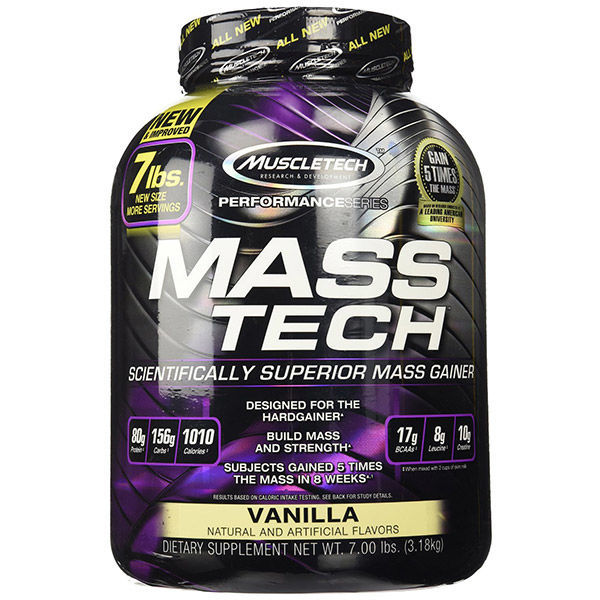 ALL NEW
MUSCLETECH
ALL NEW
NEW
& IMPROVED
7lbs.
NEW SIZE
MORE SERVINGS
MUSCLETECH
RESEARCH & DEVELOPMENT
PERFORMANCESERIES
GAIN
5 TIMES
THE MASS
A LEADING AMERICAN
UNIVERSITY
MASS
TECH
SCIENTIFICALLY SUPERIOR MASS GAINER
DESIGNED FOR THE
HARDGAINER
BUILD MASS
AND STRENGTH
SUBJECTS GAINED 5 TIMES
THE MASS IN 8 WEEKS
80g
Protein
156g
Carbs
1010
Calories
17g
BCAAs
8g
Leucine
10g
Creatine
‡ When mixed with 2 cups of skim milk
RESULTS BASED ON CALORIC INTAKE TESTING. SEE BACK FOR STUDY DETAILS.
VANILLA
NATURAL AND ARTIFICIAL FLAVORS
DIETARY SUPPLEMENT NET WT. 7.00 lbs. (3.18kg)